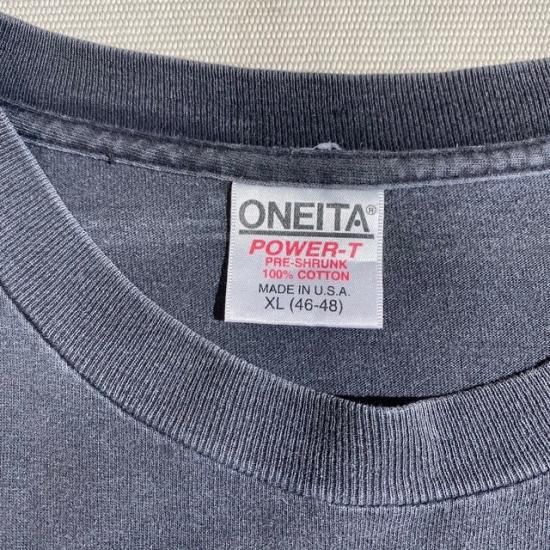 ONEITA®
POWER-T
PRE-SHRUNK
100% COTTON
MADE IN U.S.A.
XL (46-48)